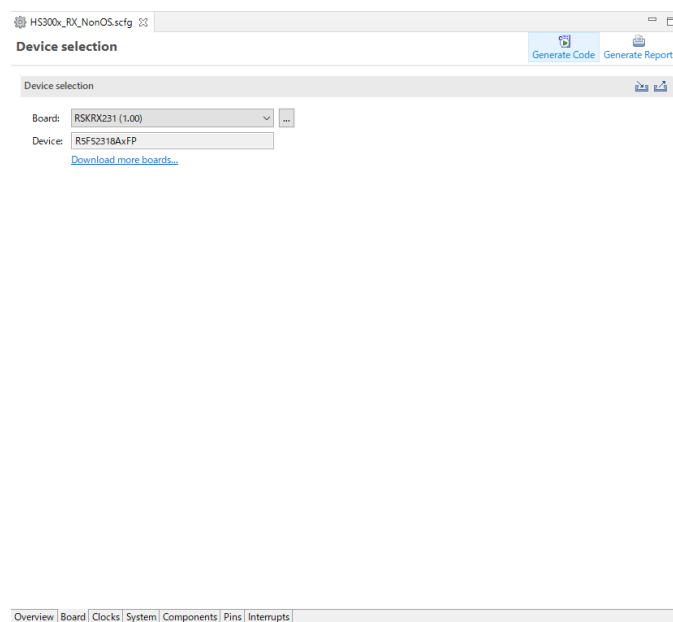 HS300x_RX_NonOS.scfg
Device selection
Generate Code Generate Report
Device selection
Board: RSKRX231 (1.00) ...
Device: R5F52318AxFP
Download more boards...
Overview Board Clocks System Components Pins Interrupts